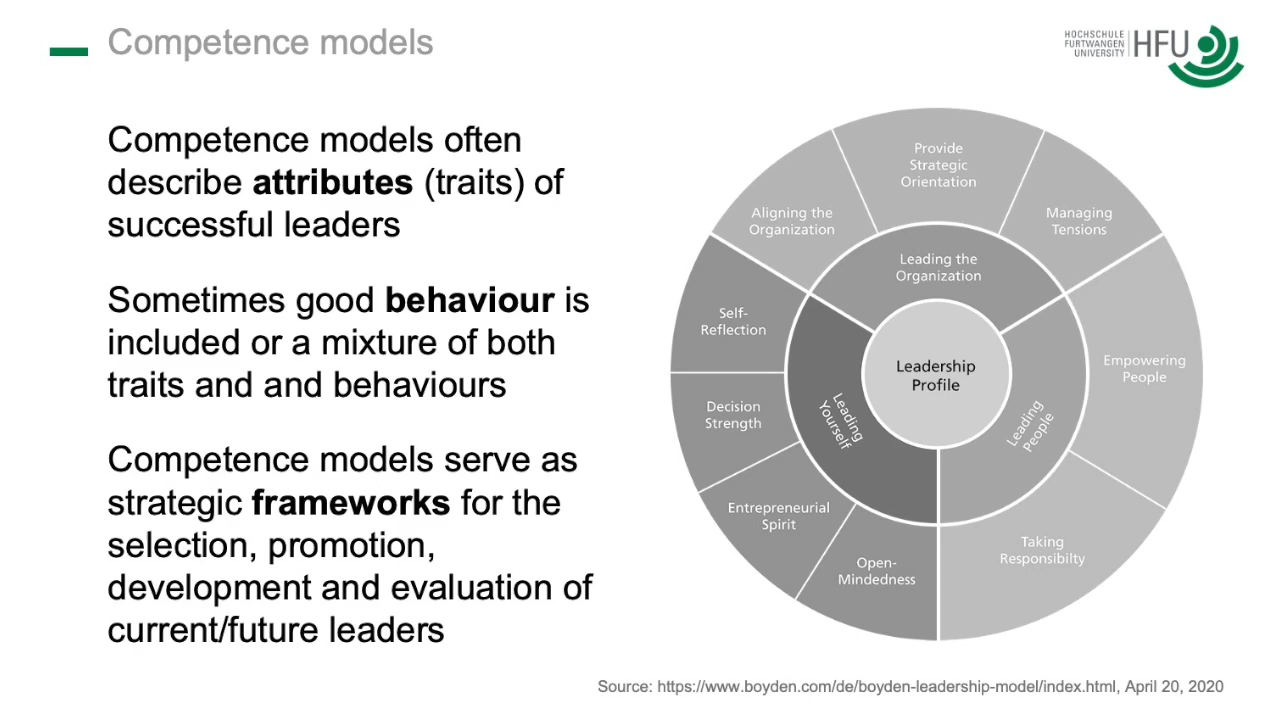 Competence models
HOCHSCHULE
FURTWANGEN
UNIVERSITY
HFU
Competence models often
describe attributes (traits) of
successful leaders
Sometimes good behaviour is
included or a mixture of both
traits and and behaviours
Competence models serve as
strategic frameworks for the
selection, promotion,
development and evaluation of
current/future leaders
Provide
Strategic
Orientation
Aligning the
Organization
Managing
Tensions
Leading the
Organization
Self-
Reflection
Empowering
People
Leadership
Profile
Decision
Strength
Leading
Yourself
Leading
People
Entrepreneurial
Spirit
Taking
Responsibilty
Open-
Mindedness
Source: https://www.boyden.com/de/boyden-leadership-model/index.html, April 20, 2020